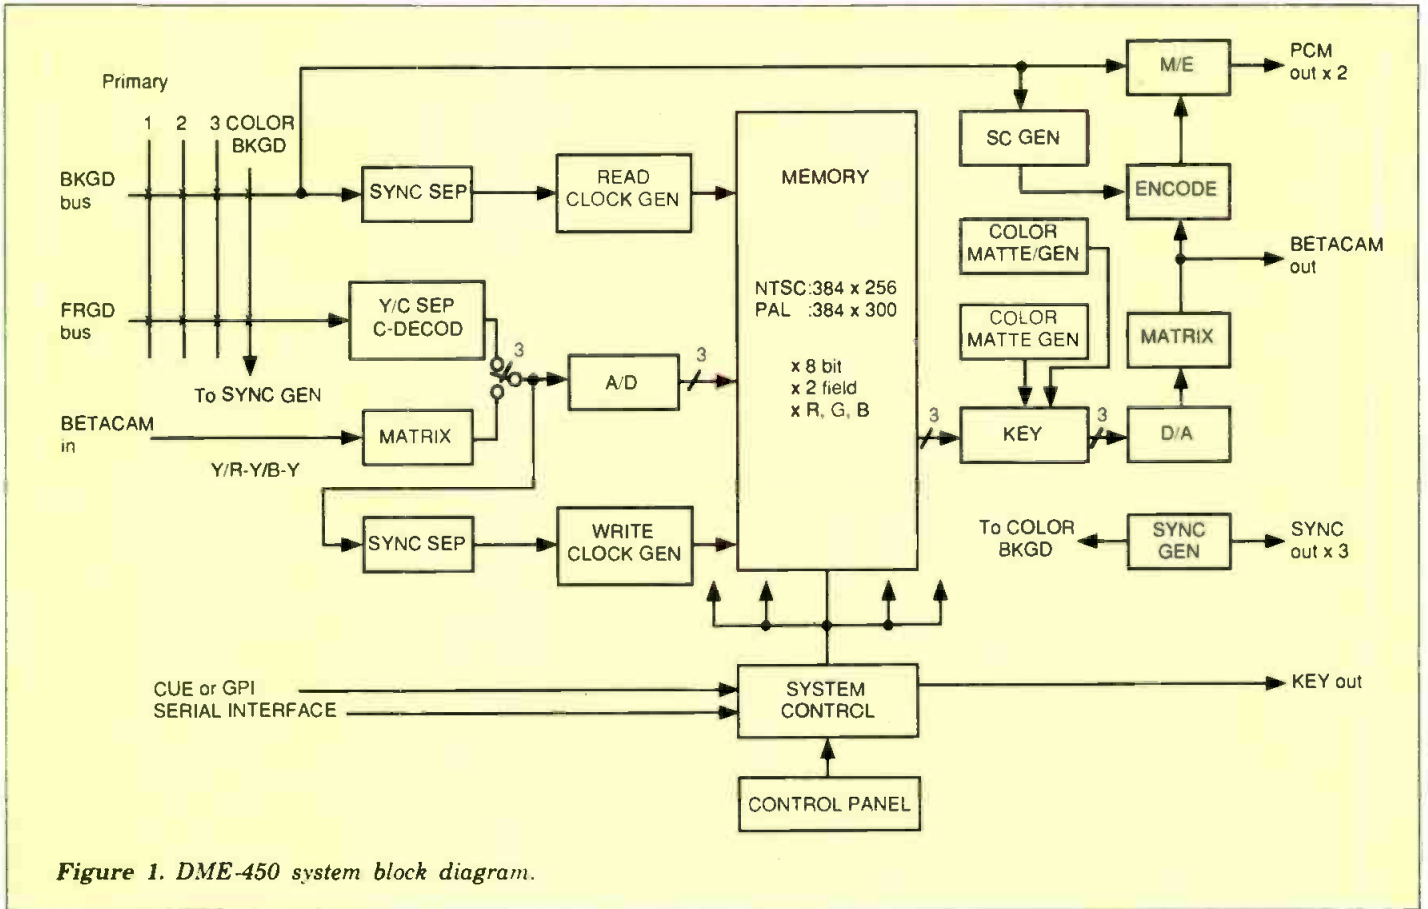 Primary
1 2 3 COLOR
BKGD
BKGD
bus
FRGD
bus
To SYNC GEN
BETACAM
in
Y/R-Y/B-Y
SYNC SEP
READ
CLOCK GEN
Y/C SEP
C-DECOD
3
A/D
3
MATRIX
SYNC SEP
WRITE
CLOCK GEN
MEMORY
NTSC:384 x 256
PAL :384 x 300
x 8 bit
x 2 field
x R, G, B
3
M/E
PCM
out x 2
SC GEN
ENCODE
COLOR
MATTE/GEN
BETACAM
out
COLOR
MATTE GEN
MATRIX
KEY
3
D/A
To COLOR
BKGD
SYNC
GEN
SYNC
out x 3
CUE or GPI
SERIAL INTERFACE
SYSTEM
CONTROL
KEY out
CONTROL PANEL
Figure 1. DME-450 system block diagram.